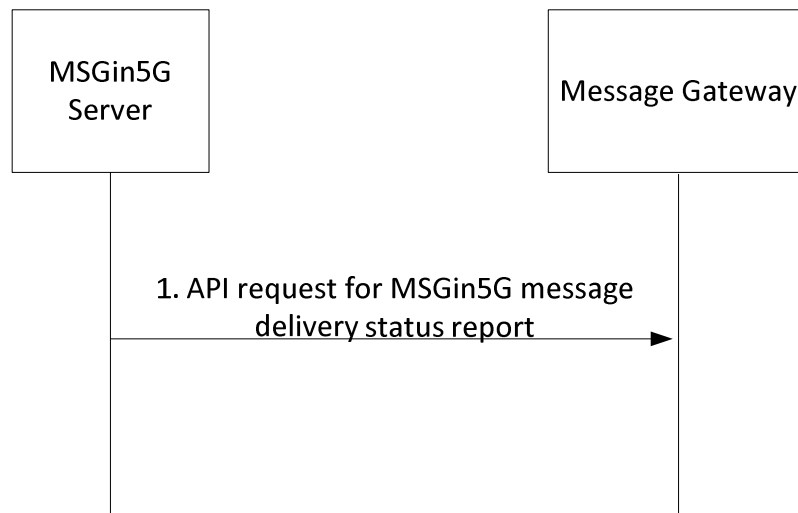 MSGin5G
Server
Message Gateway
1. API request for MSGin5G message
delivery status report